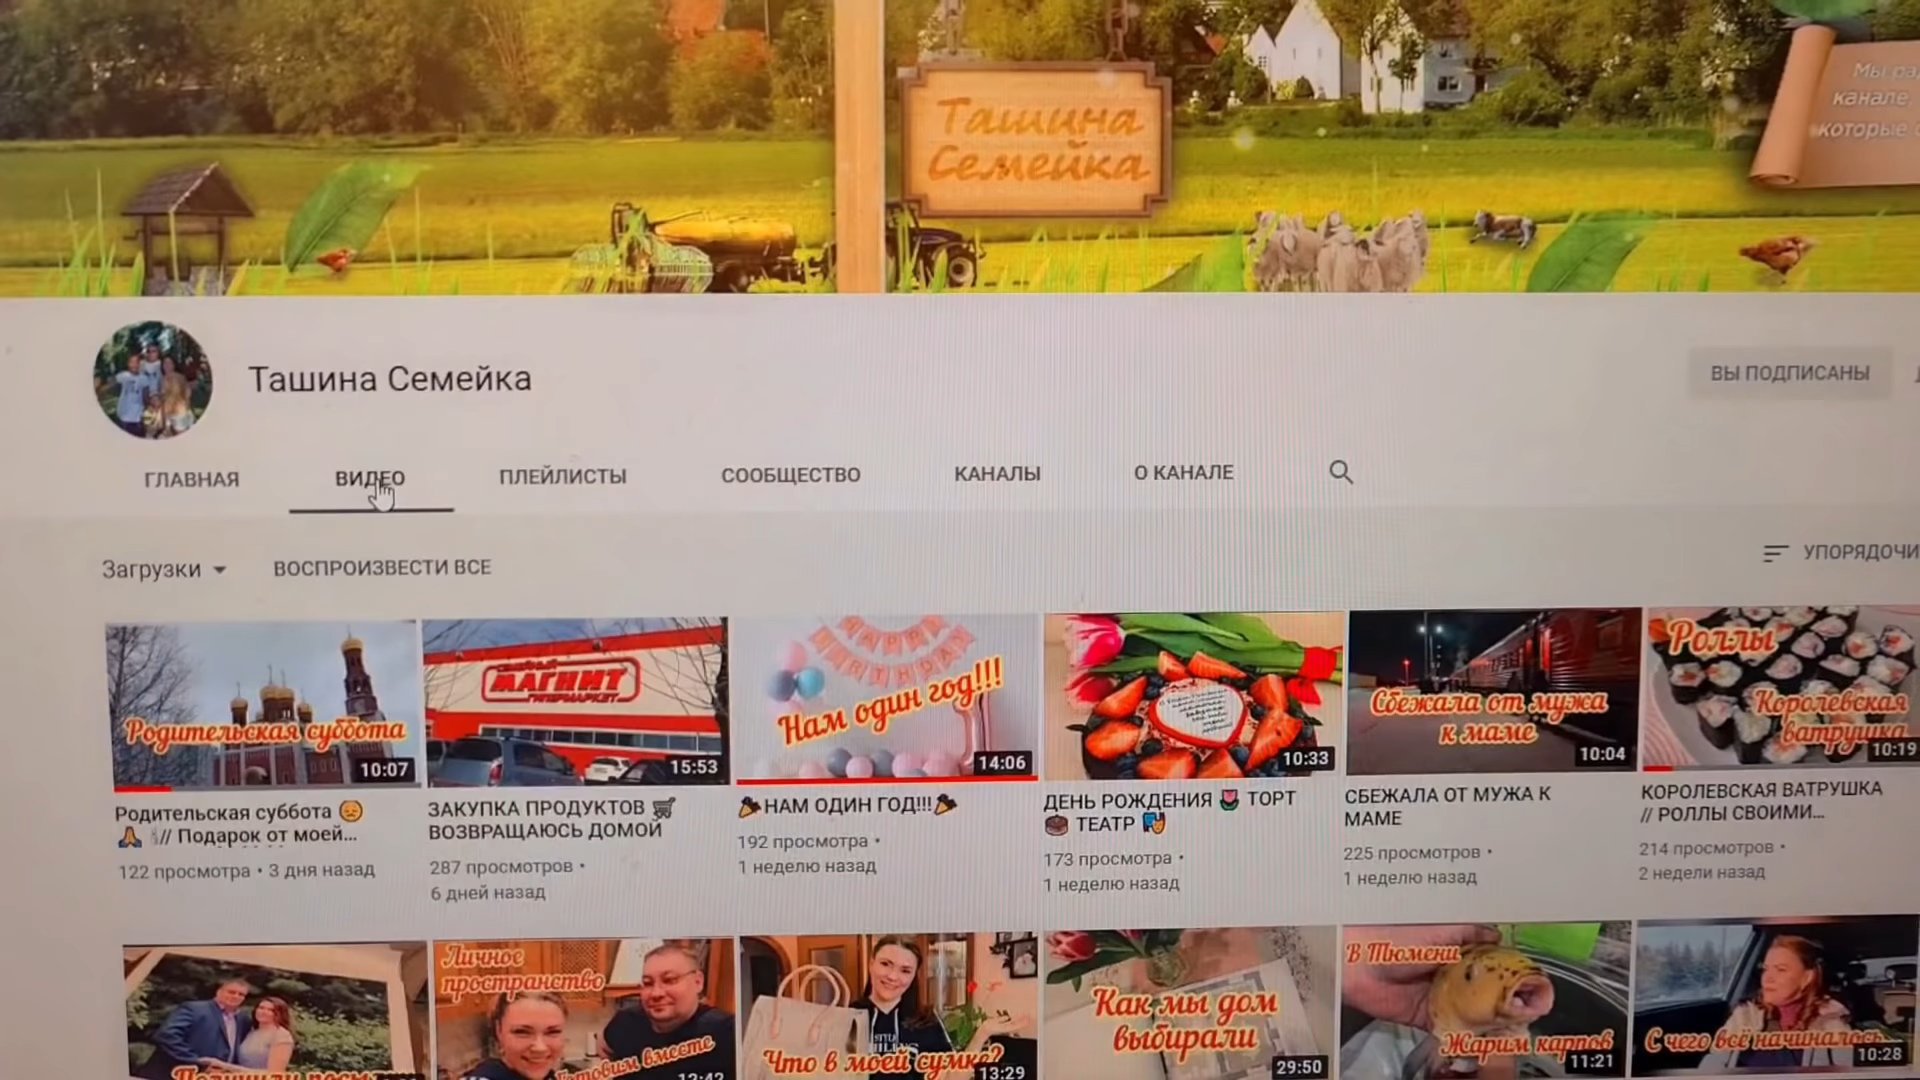 Ташина
Семейка
Мы ра
канале,
которые
Ташина Семейка
ВЫ ПОДПИСАНЫ
ГЛАВНАЯ
ВИДЕО
ПЛЕЙЛИСТЫ
СООБЩЕСТВО
КАНАЛЫ
О КАНАЛЕ
Загрузки
ВОСПРОИЗВЕСТИ ВСЕ
УПОРЯДОЧИ
Родительская суббота
10:07
Родительская суббота 😞
🙏 🕯// Подарок от моей...
122 просмотра • 3 дня назад
МАГНИТ
ГИПЕРМАРКЕТ
15:53
ЗАКУПКА ПРОДУКТОВ 🛒
ВОЗВРАЩАЮСЬ ДОМОЙ
287 просмотров •
6 дней назад
Нам один год!!!
14:06
🎉НАМ ОДИН ГОД!!!🎉
192 просмотра •
1 неделю назад
10:33
ДЕНЬ РОЖДЕНИЯ 🌷 ТОРТ
🎂 ТЕАТР 🎭
173 просмотра •
1 неделю назад
Сбежала от мужа
к маме
10:04
СБЕЖАЛА ОТ МУЖА К
МАМЕ
225 просмотров •
1 неделю назад
Роллы
Королевская
ватрушка
10:19
КОРОЛЕВСКАЯ ВАТРУШКА
// РОЛЛЫ СВОИМИ...
214 просмотров •
2 недели назад
Личное
пространство
Готовим вместе
12:42
Что в моей сумке?
13:29
Как мы дом
выбирали
29:50
В Тюмени
Жарим карпов
11:21
С чего всё начиналось
10:28